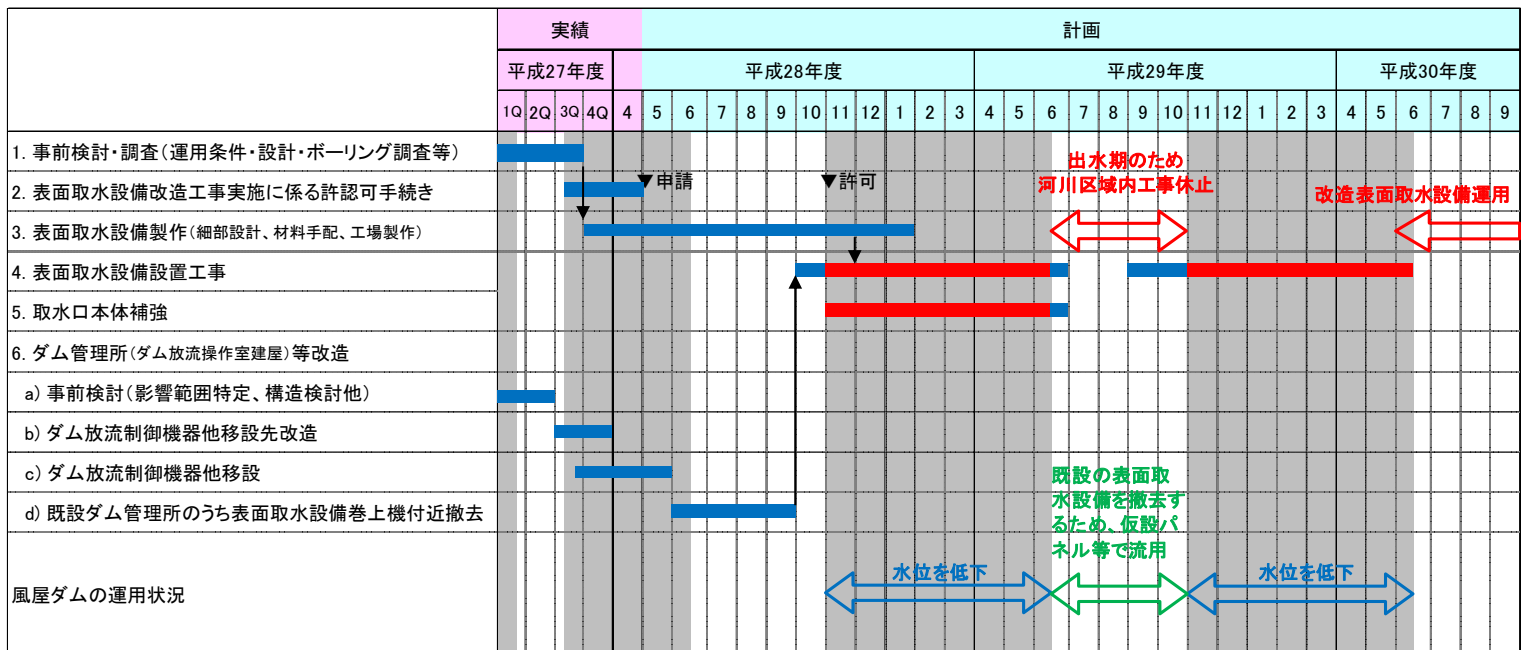 実績 計画
平成27年度 平成28年度 平成29年度 平成30年度
1Q 2Q 3Q 4Q 4 5 6 7 8 9 10 11 12 1 2 3 4 5 6 7 8 9 10 11 12 1 2 3 4 5 6 7 8 9
1. 事前検討・調査（運用条件・設計・ボーリング調査等）
2. 表面取水設備改造工事実施に係る許認可手続き
▼申請 ▼許可
出水期のため
河川区域内工事休止
改造表面取水設備運用
3. 表面取水設備製作（細部設計、材料手配、工場製作）
4. 表面取水設備設置工事
5. 取水口本体補強
6. ダム管理所（ダム放流操作室建屋）等改造
a) 事前検討（影響範囲特定、構造検討他）
b) ダム放流制御機器他移設先改造
c) ダム放流制御機器他移設
d) 既設ダム管理所のうち表面取水設備巻上機付近撤去
既設の表面取
水設備を撤去す
るため、仮設パ
ネル等で流用
風屋ダムの運用状況
水位を低下 水位を低下